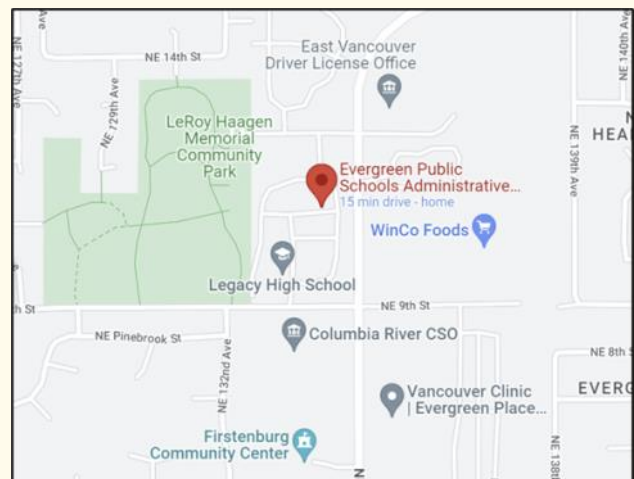 NE 127th Ave
NE 129th Ave
NE 14th St
East Vancouver
Driver License Office
NE 140th Ave
N
HEA
LeRoy Haagen
Memorial
Community
Park
NE 139th Ave
Evergreen Public
Schools Administrative...
15 min drive - home
WinCo Foods
Legacy High School
th St
NE 9th St
NE Pinebrook St
Columbia River CSO
NE 8th S
NE 132nd Ave
Vancouver Clinic
| Evergreen Place...
EVERG
Firstenburg
Community Center
N
NE 138th